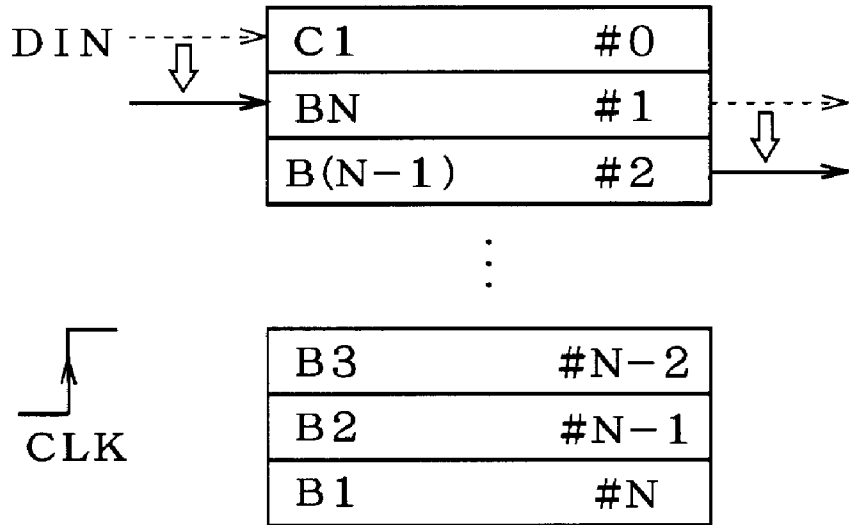 DIN C1 #0
BN #1
B(N-1) #2
B3 #N-2
B2 #N-1
CLK
B1 #N